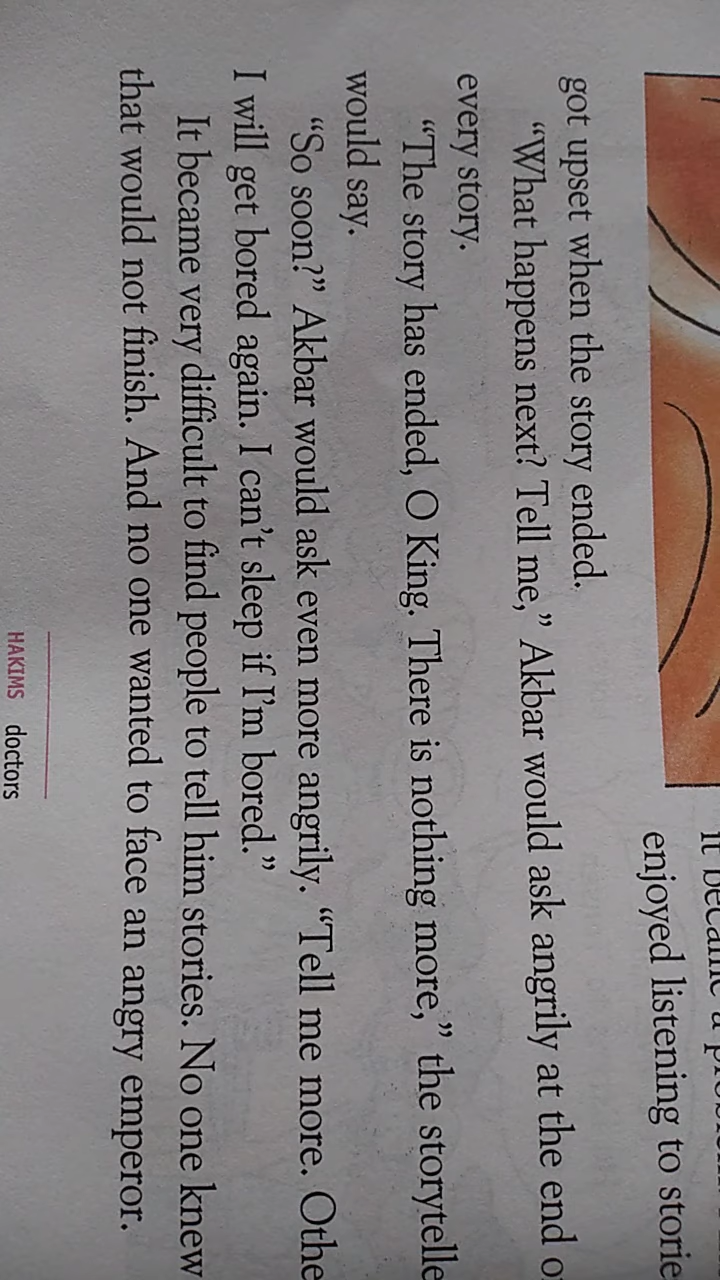 enjoyed listening to storie
got upset when the story ended.
“What happens next? Tell me,” Akbar would ask angrily at the end o
every story.
“The story has ended, O King. There is nothing more,” the storytelle
would say.
“So soon?” Akbar would ask even more angrily. “Tell me more. Othe
I will get bored again. I can’t sleep if I’m bored.”
It became very difficult to find people to tell him stories. No one knew
that would not finish. And no one wanted to face an angry emperor.
HAKIMS doctors